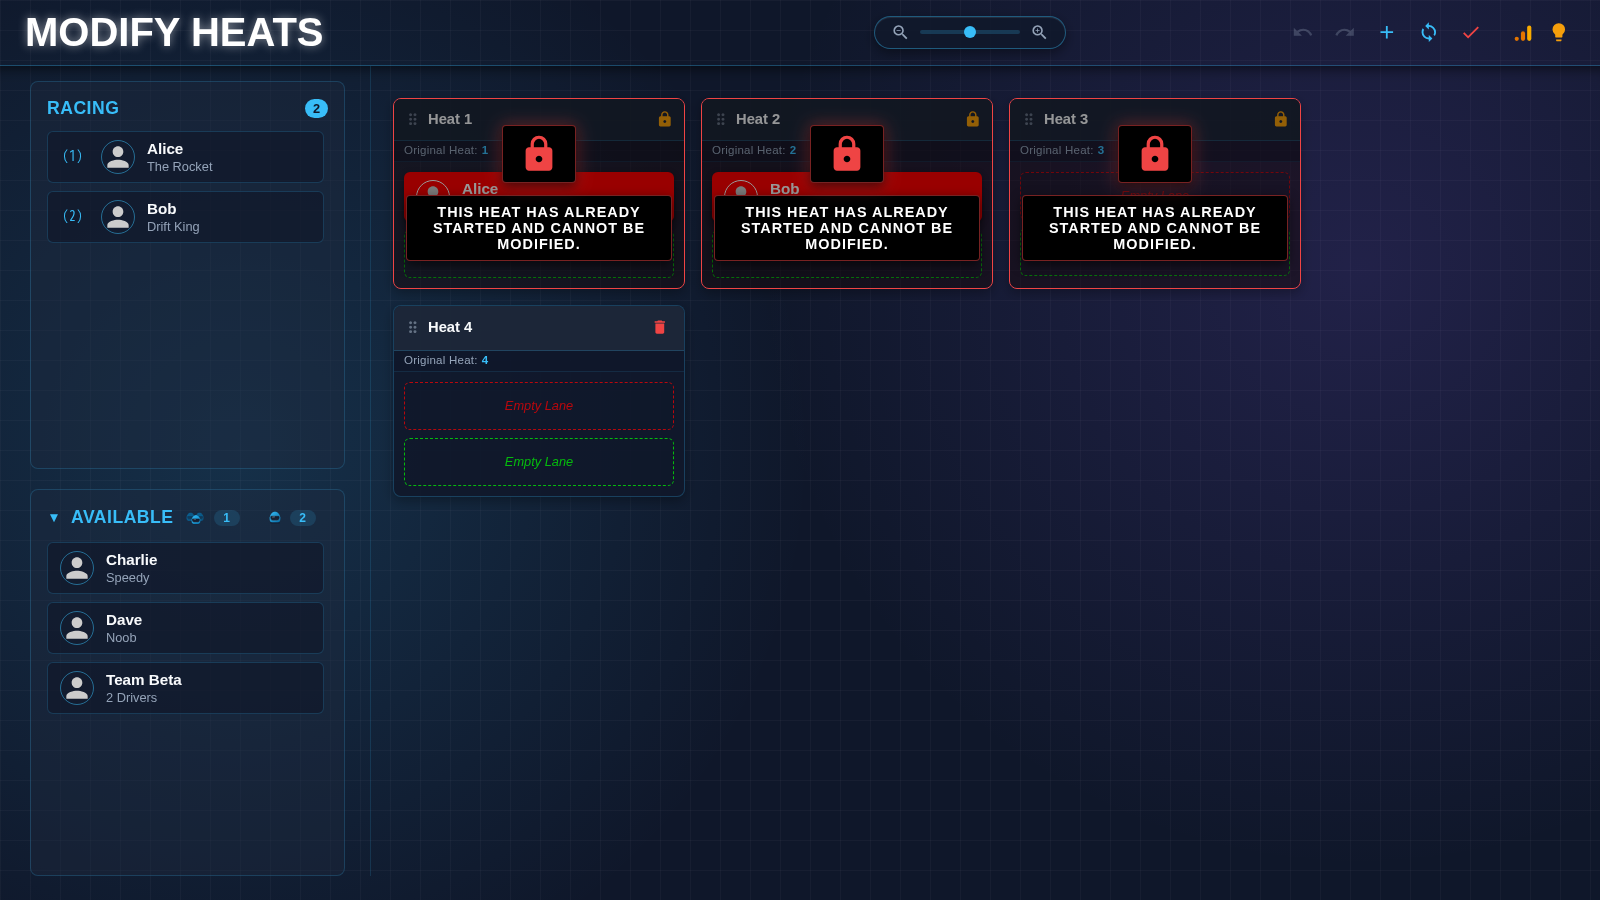 MODIFY HEATS
RACING
2
(1)
Alice
The Rocket
(2)
Bob
Drift King
▼ AVAILABLE 1 2
Charlie
Speedy
Dave
Noob
Team Beta
2 Drivers
Heat 1
Original Heat: 1
Alice
THIS HEAT HAS ALREADY
STARTED AND CANNOT BE
MODIFIED.
Heat 2
Original Heat: 2
Bob
THIS HEAT HAS ALREADY
STARTED AND CANNOT BE
MODIFIED.
Heat 3
Original Heat: 3
THIS HEAT HAS ALREADY
STARTED AND CANNOT BE
MODIFIED.
Heat 4
Original Heat: 4
Empty Lane
Empty Lane